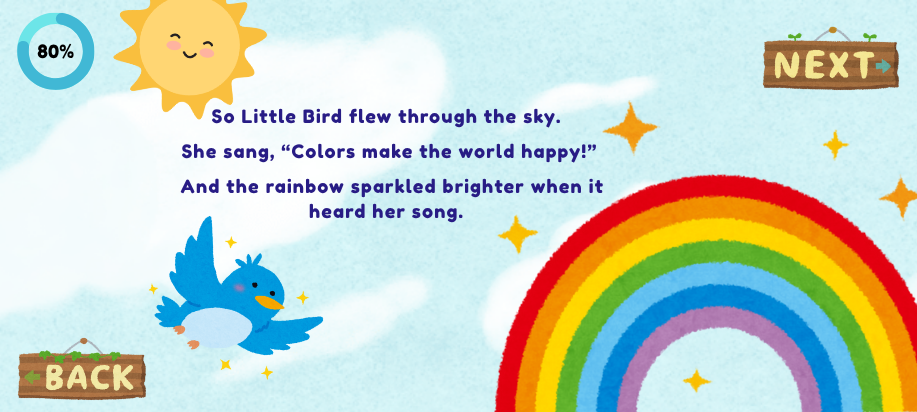 80%
NEXT
So Little Bird flew through the sky.
She sang, “Colors make the world happy!”
And the rainbow sparkled brighter when it
heard her song.
BACK